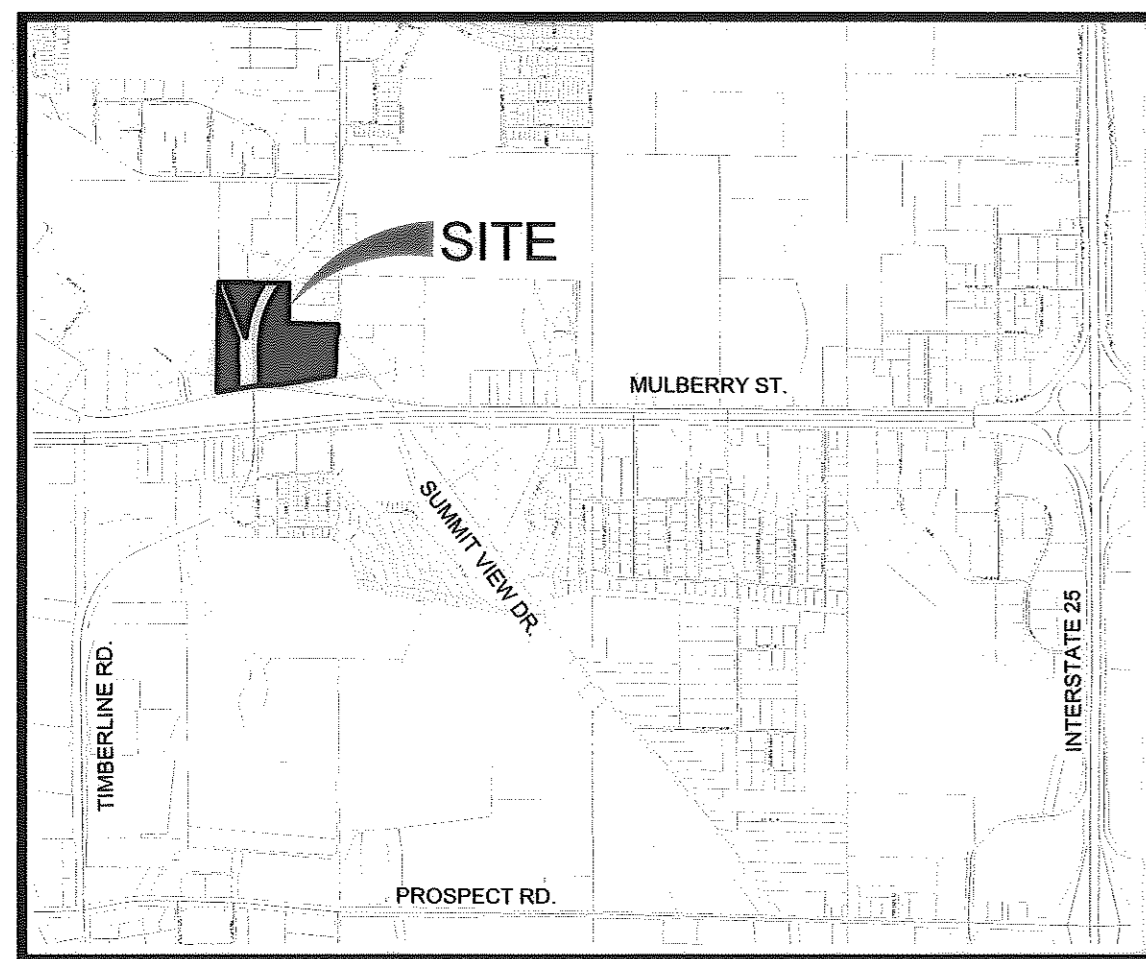 SITE
MULBERRY ST.
SUMMIT VIEW DR.
TIMBERLINE RD.
INTERSTATE 25
PROSPECT RD.